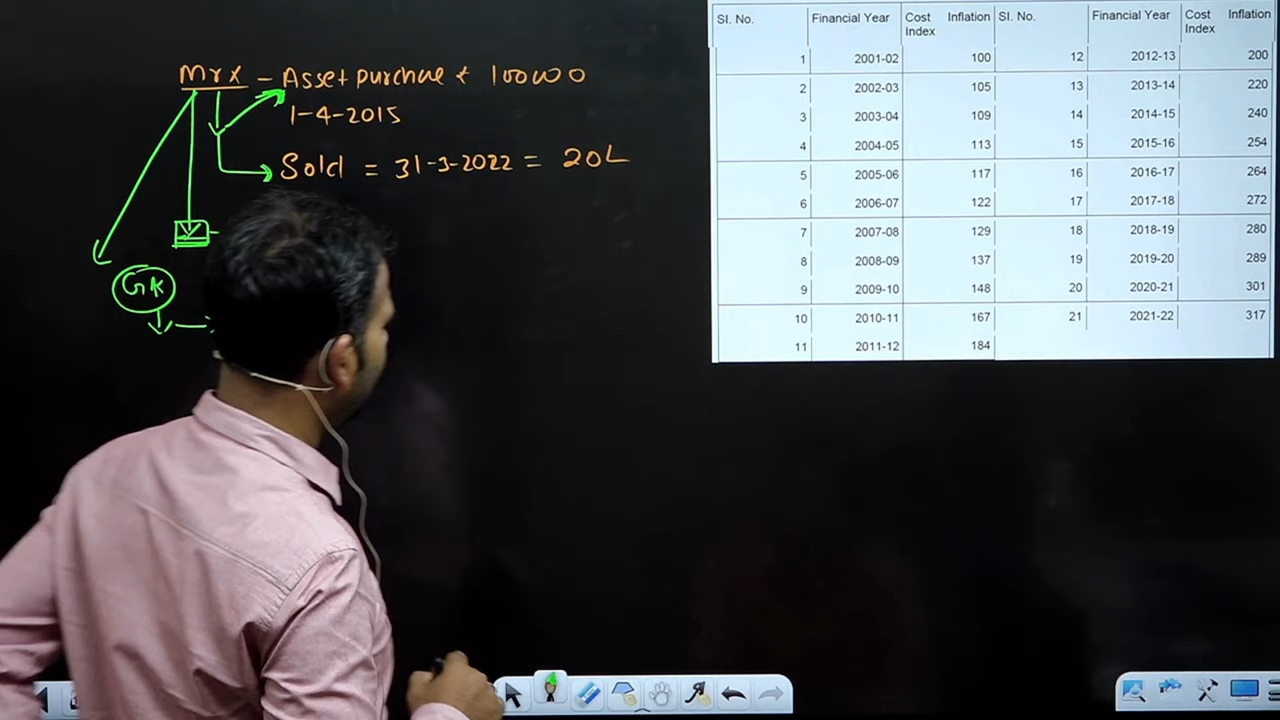 Mr X - Asset purchase * 100000
1-4-2015
Sold = 31-3-2022 = 20L
SI. No. Financial Year Cost Inflation Index SI. No. Financial Year Cost Inflation Index
1 2001-02 100 12 2012-13 200
2 2002-03 105 13 2013-14 220
3 2003-04 109 14 2014-15 240
4 2004-05 113 15 2015-16 254
5 2005-06 117 16 2016-17 264
6 2006-07 122 17 2017-18 272
7 2007-08 129 18 2018-19 280
8 2008-09 137 19 2019-20 289
9 2009-10 148 20 2020-21 301
10 2010-11 167 21 2021-22 317
11 2011-12 184